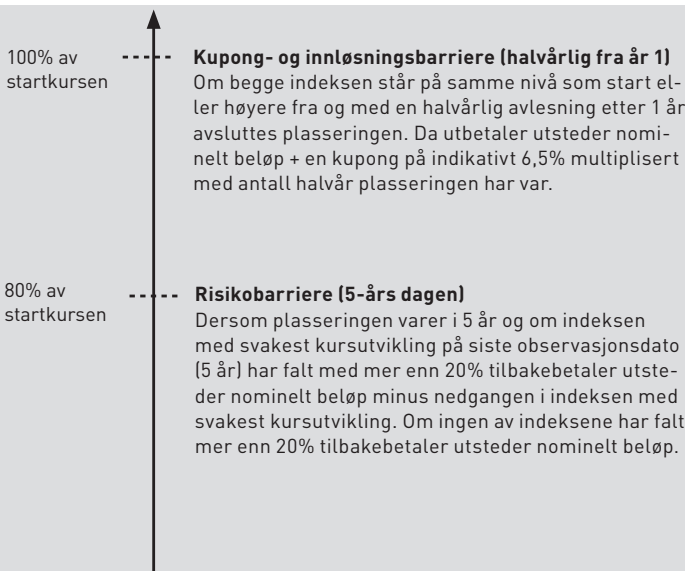 100% av
startkursen
Kupong- og innløsningsbarriere (halvårlig fra år 1)
Om begge indeksen står på samme nivå som start el-
ler høyere fra og med en halvårlig avlesning etter 1 år
avsluttes plasseringen. Da utbetaler utsteder nomi-
nelt beløp + en kupong på indikativt 6,5% multiplisert
med antall halvår plasseringen har var.
80% av
startkursen
Risikobarriere (5-års dagen)
Dersom plasseringen varer i 5 år og om indeksen
med svakest kursutvikling på siste observasjonsdato
(5 år) har falt med mer enn 20% tilbakebetaler utste-
der nominelt beløp minus nedgangen i indeksen med
svakest kursutvikling. Om ingen av indeksene har falt
mer enn 20% tilbakebetaler utsteder nominelt beløp.